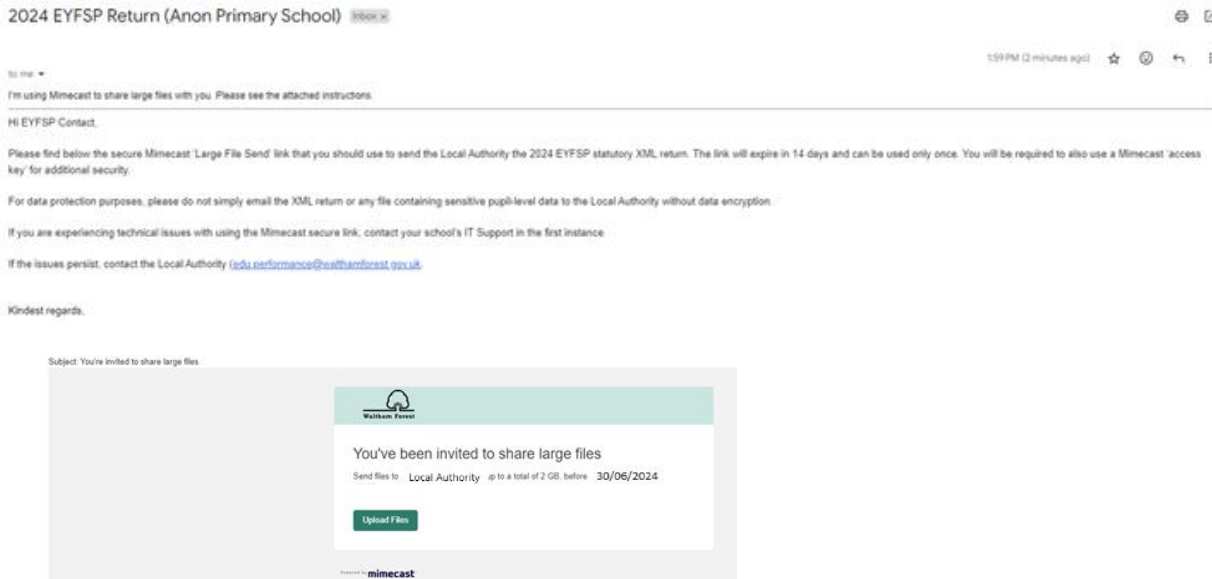 2024 EYFSP Return (Anon Primary School) Inbox x
1:59 PM (2 minutes ago)
to me
I'm using Mimecast to share large files with you. Please see the attached instructions.
Hi EYFSP Contact,
Please find below the secure Mimecast 'Large File Send' link that you should use to send the Local Authority the 2024 EYFSP statutory XML return. The link will expire in 14 days and can be used only once. You will be required to also use a Mimecast 'access
key' for additional security.
For data protection purposes, please do not simply email the XML return or any file containing sensitive pupil-level data to the Local Authority without data encryption.
If you are experiencing technical issues with using the Mimecast secure link, contact your school's IT Support in the first instance
If the issues persist, contact the Local Authority (edu.performance@walthamforest.gov.uk.
Kindest regards,
Subject: You're invited to share large files
Waltham Forest
You've been invited to share large files
Send files to Local Authority p to a total of 2 GB, before 30/06/2024
Upload Files
Powered by mimecast